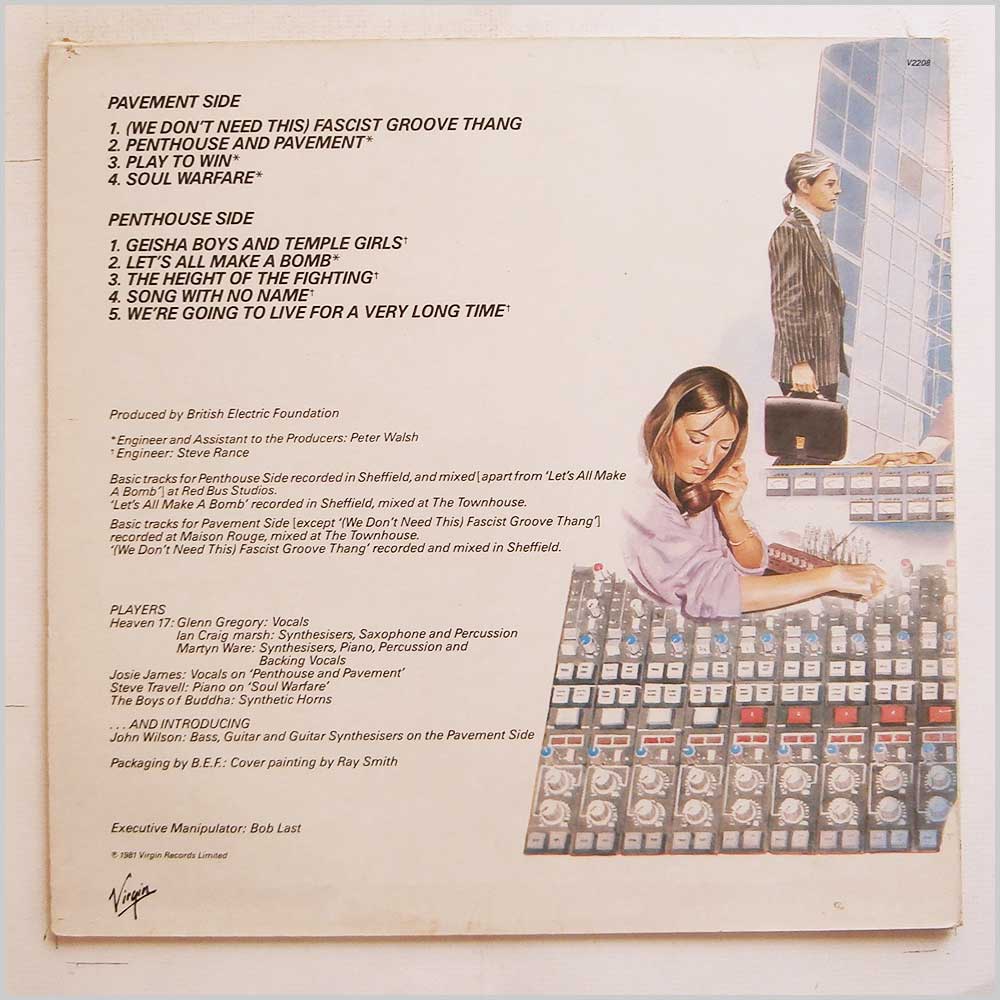 V2208
PAVEMENT SIDE
1. (WE DON'T NEED THIS) FASCIST GROOVE THANG
2. PENTHOUSE AND PAVEMENT*
3. PLAY TO WIN*
4. SOUL WARFARE*
PENTHOUSE SIDE
1. GEISHA BOYS AND TEMPLE GIRLS†
2. LET'S ALL MAKE A BOMB*
3. THE HEIGHT OF THE FIGHTING†
4. SONG WITH NO NAME†
5. WE'RE GOING TO LIVE FOR A VERY LONG TIME†
Produced by British Electric Foundation
*Engineer and Assistant to the Producers: Peter Walsh
†Engineer: Steve Rance
Basic tracks for Penthouse Side recorded in Sheffield, and mixed [apart from 'Let's All Make
A Bomb'] at Red Bus Studios.
'Let's All Make A Bomb' recorded in Sheffield, mixed at The Townhouse.
Basic tracks for Pavement Side [except '(We Don't Need This) Fascist Groove Thang']
recorded at Maison Rouge, mixed at The Townhouse.
'(We Don't Need This) Fascist Groove Thang' recorded and mixed in Sheffield.
PLAYERS
Heaven 17: Glenn Gregory: Vocals
Ian Craig marsh: Synthesisers, Saxophone and Percussion
Martyn Ware: Synthesisers, Piano, Percussion and
Backing Vocals
Josie James: Vocals on 'Penthouse and Pavement'
Steve Travell: Piano on 'Soul Warfare'
The Boys of Buddha: Synthetic Horns
...AND INTRODUCING
John Wilson: Bass, Guitar and Guitar Synthesisers on the Pavement Side
Packaging by B.E.F.: Cover painting by Ray Smith
Executive Manipulator: Bob Last
℗ 1981 Virgin Records Limited
Virgin